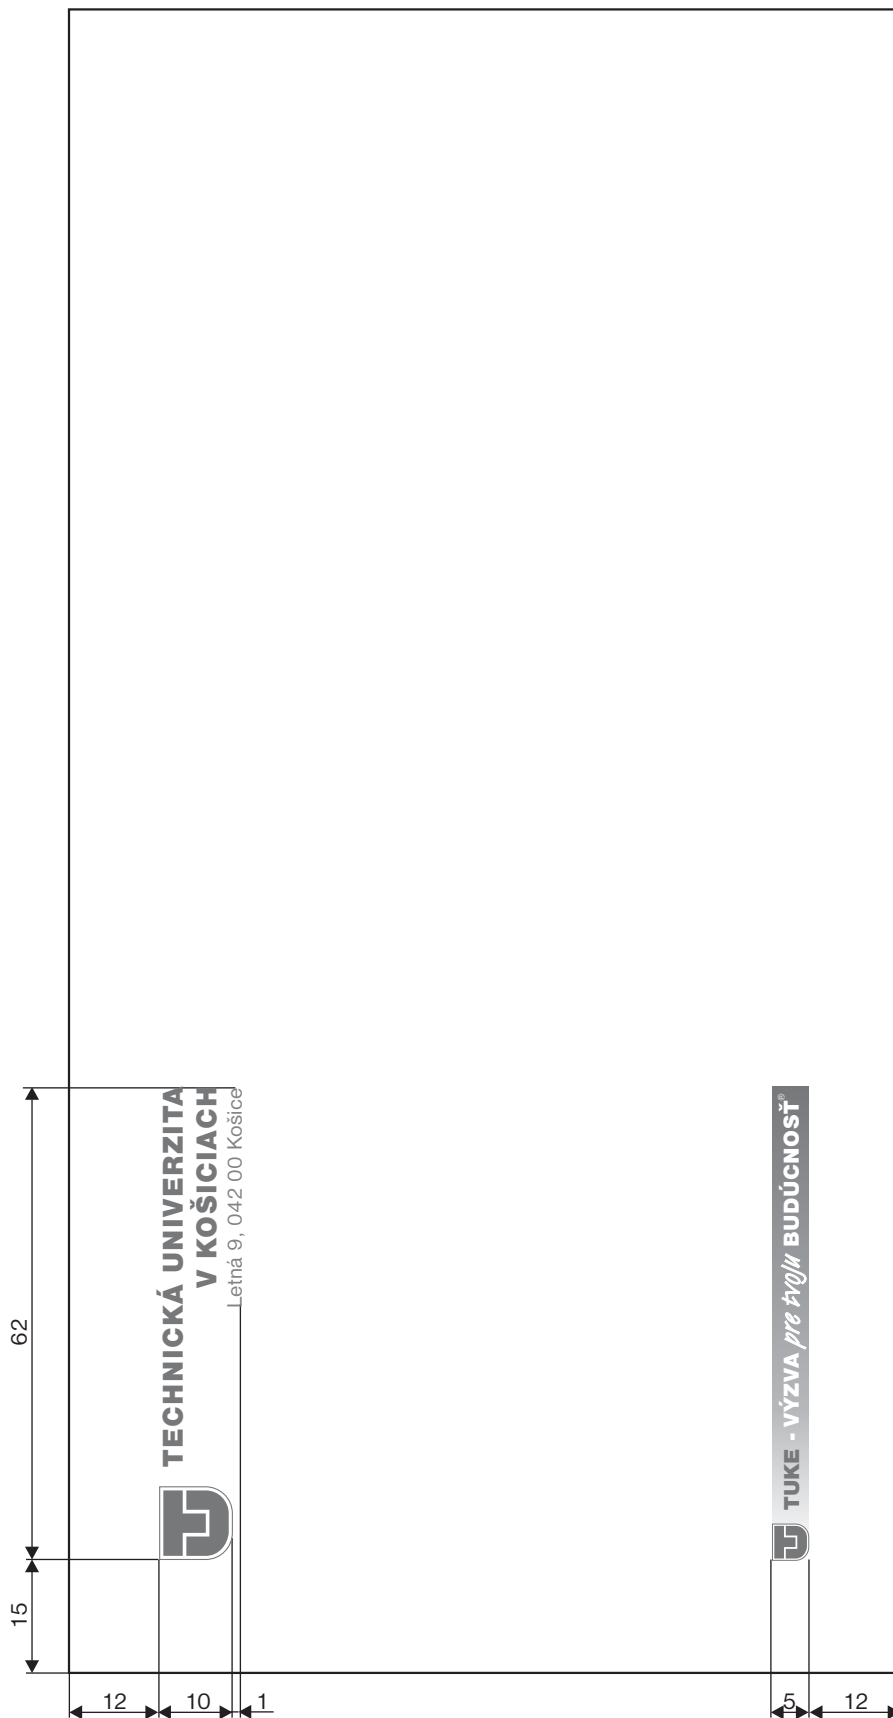 TECHNICKÁ UNIVERZITA
V KOŠICIACH
Letná 9, 042 00 Košice
TUKE - VÝZVA pre tvoju BUDÚCNOSŤ®
62
15
12
10
1
5
12